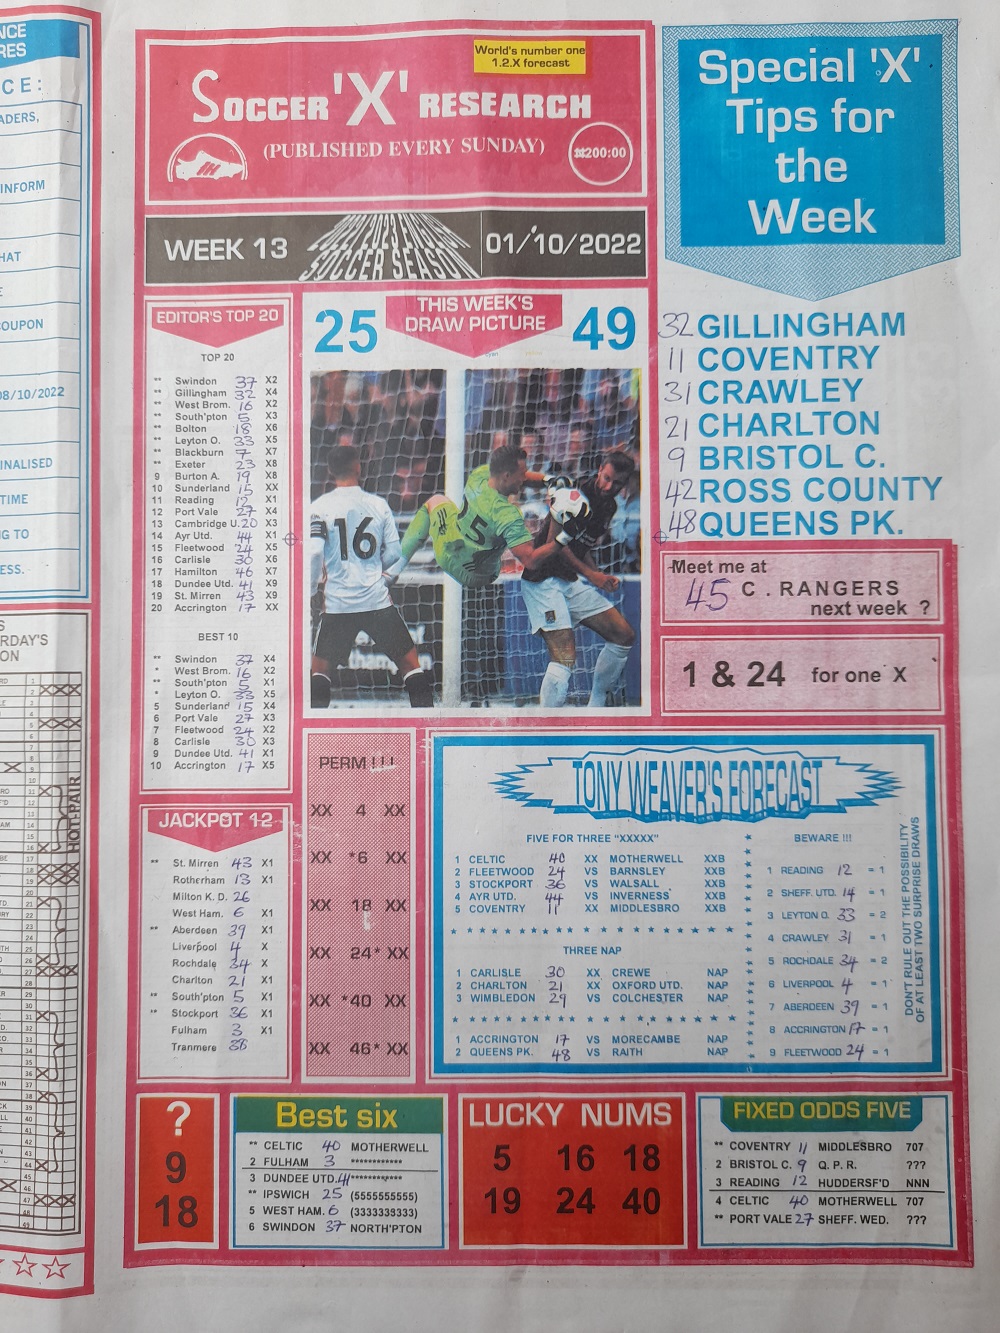 World's number one
1.2.X forecast
SOCCER 'X' RESEARCH
(PUBLISHED EVERY SUNDAY)
₦200:00
WEEK 13
2022/2023 ENGLISH
SOCCER SEASON
01/10/2022
Special 'X'
Tips for
the
Week
32 GILLINGHAM
11 COVENTRY
31 CRAWLEY
21 CHARLTON
9 BRISTOL C.
42 ROSS COUNTY
48 QUEENS PK.
Meet me at
45 C. RANGERS
next week ?
1 & 24 for one X
EDITOR'S TOP 20
TOP 20
** Swindon 37 X2
** Gillingham 32 X4
** West Brom. 16 X2
** South'pton 5 X3
** Bolton 18 X6
** Leyton O. 33 X5
** Blackburn 7 X7
** Exeter 23 X8
9 Burton A. 19 X8
10 Sunderland 15 XX
11 Reading 12 X1
12 Port Vale 27 X4
13 Cambridge U. 20 X3
14 Ayr Utd. 44 X1
15 Fleetwood 24 X5
16 Carlisle 30 X6
17 Hamilton 46 X7
18 Dundee Utd. 41 X9
19 St. Mirren 43 X9
20 Accrington 17 XX
BEST 10
** Swindon 37 X4
* West Brom. 16 X2
** South'pton 5 X1
* Leyton O. 33 X5
5 Sunderland 15 X4
6 Port Vale 27 X3
7 Fleetwood 24 X2
8 Carlisle 30 X3
9 Dundee Utd. 41 X1
10 Accrington 17 X5
25
THIS WEEK'S
DRAW PICTURE
49
16
5
JACKPOT 12
** St. Mirren 43 X1
Rotherham 13 X1
Milton K. D. 26
West Ham. 6 X1
** Aberdeen 39 X1
Liverpool 4 X
Rochdale 34 X
Charlton 21 X1
** South'pton 5 X1
** Stockport 36 X1
Fulham 3 X1
Tranmere 38
PERM !!!
XX 4 XX
XX *6 XX
XX 18 XX
XX 24* XX
XX *40 XX
XX 46* XX
TONY WEAVER'S FORECAST
FIVE FOR THREE "XXXXX"
1 CELTIC 40 XX MOTHERWELL XXB
2 FLEETWOOD 24 VS BARNSLEY XXB
3 STOCKPORT 36 VS WALSALL XXB
4 AYR UTD. 44 VS INVERNESS XXB
5 COVENTRY 11 XX MIDDLESBRO XXB
THREE NAP
1 CARLISLE 30 XX CREWE NAP
2 CHARLTON 21 XX OXFORD UTD. NAP
3 WIMBLEDON 29 VS COLCHESTER NAP
1 ACCRINGTON 17 VS MORECAMBE NAP
2 QUEENS PK. 48 VS RAITH NAP
BEWARE !!!
1 READING 12 = 1
2 SHEFF. UTD. 14 = 1
3 LEYTON O. 33 = 2
4 CRAWLEY 31 = 1
5 ROCHDALE 34 = 2
6 LIVERPOOL 4 = 1
7 ABERDEEN 39 = 1
8 ACCRINGTON 17 = 1
9 FLEETWOOD 24 = 1
DON'T RULE OUT THE POSSIBILITY
OF AT LEAST TWO SURPRISE DRAWS
?
9
18
Best six
** CELTIC 40 MOTHERWELL
2 FULHAM 3 ************
3 DUNDEE UTD. 41 ************
** IPSWICH 25 (5555555555)
5 WEST HAM. 6 (3333339333)
6 SWINDON 37 NORTH'PTON
LUCKY NUMS
5 16 18
19 24 40
FIXED ODDS FIVE
** COVENTRY 11 MIDDLESBRO 707
2 BRISTOL C. 9 Q. P. R. ???
3 READING 12 HUDDERSF'D NNN
4 CELTIC 40 MOTHERWELL 707
** PORT VALE 27 SHEFF. WED. ???
INFORM
08/10/2022
TIME
HOT-PAIR